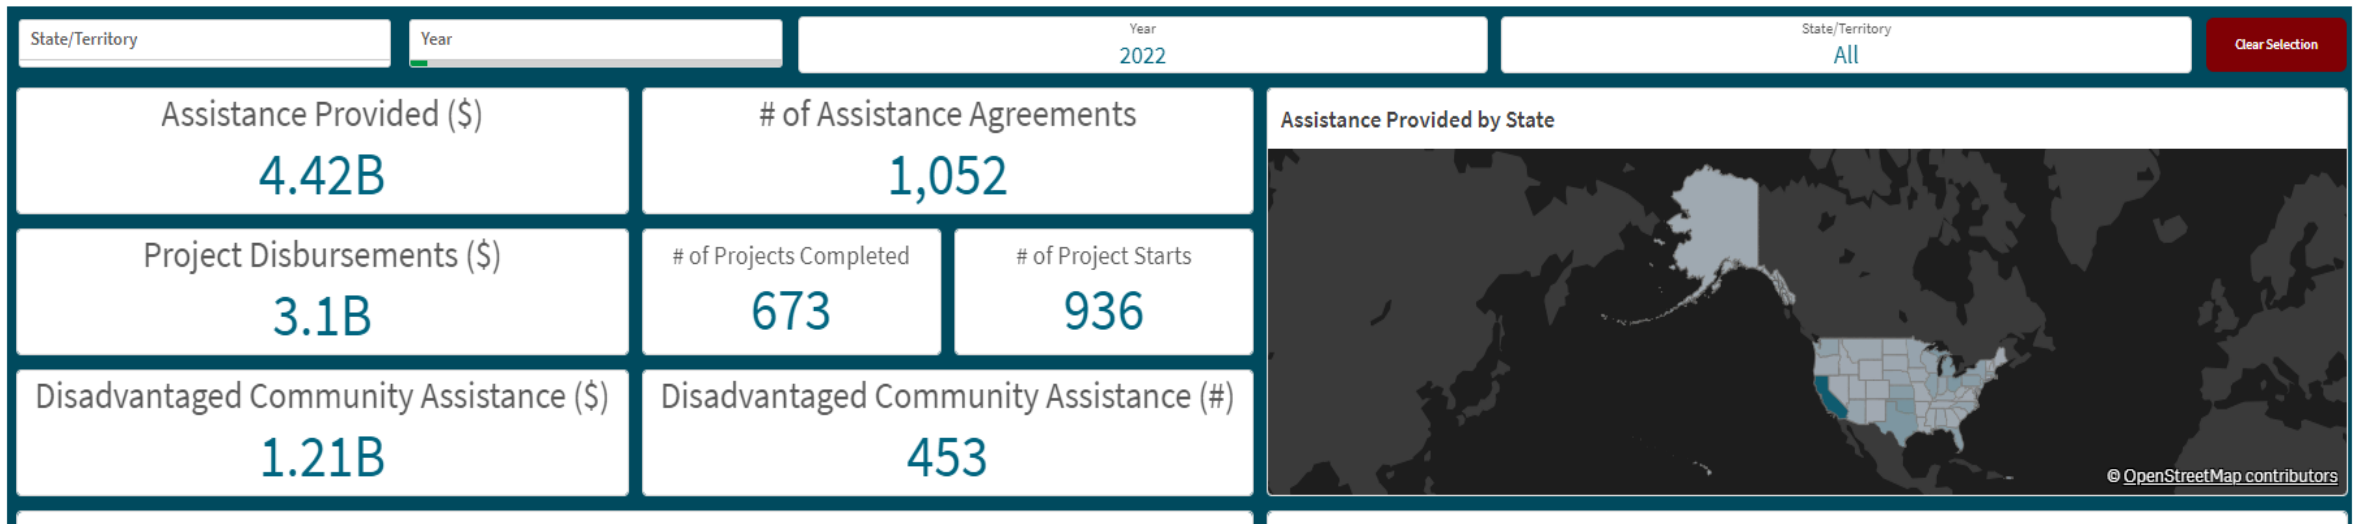 State/Territory
Year
Year
2022
State/Territory
All
Clear Selection
Assistance Provided ($)
4.42B
# of Assistance Agreements
1,052
Assistance Provided by State
Project Disbursements ($)
3.1B
# of Projects Completed
673
# of Project Starts
936
Disadvantaged Community Assistance ($)
1.21B
Disadvantaged Community Assistance (#)
453
© OpenStreetMap contributors